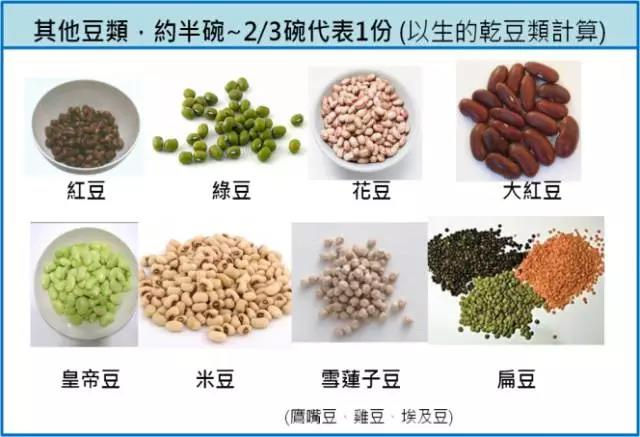 其他豆類．約半碗~2/3碗代表1份 (以生的乾豆類計算)
紅豆 綠豆 花豆 大紅豆
皇帝豆 米豆 雪蓮子豆 扁豆
(鷹嘴豆、雞豆、埃及豆)